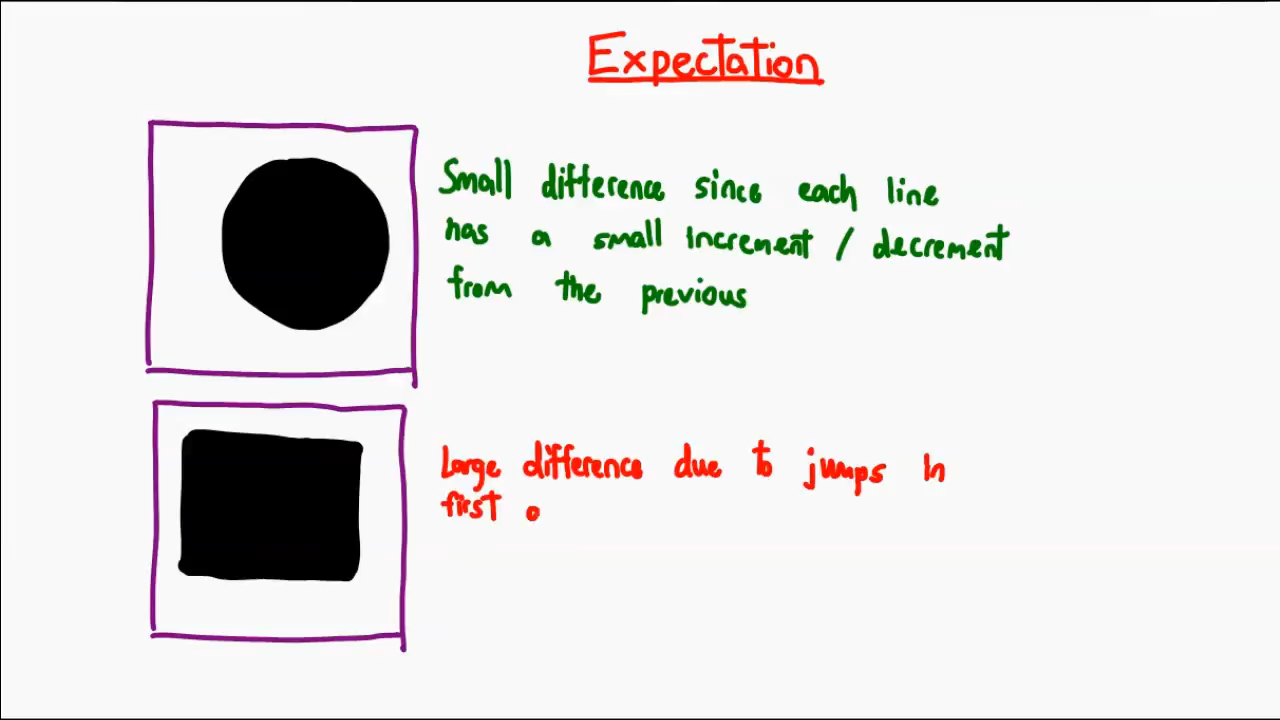 Expectation
Small difference since each line
has a small increment / decrement
from the previous
Large difference due to jumps in
first o